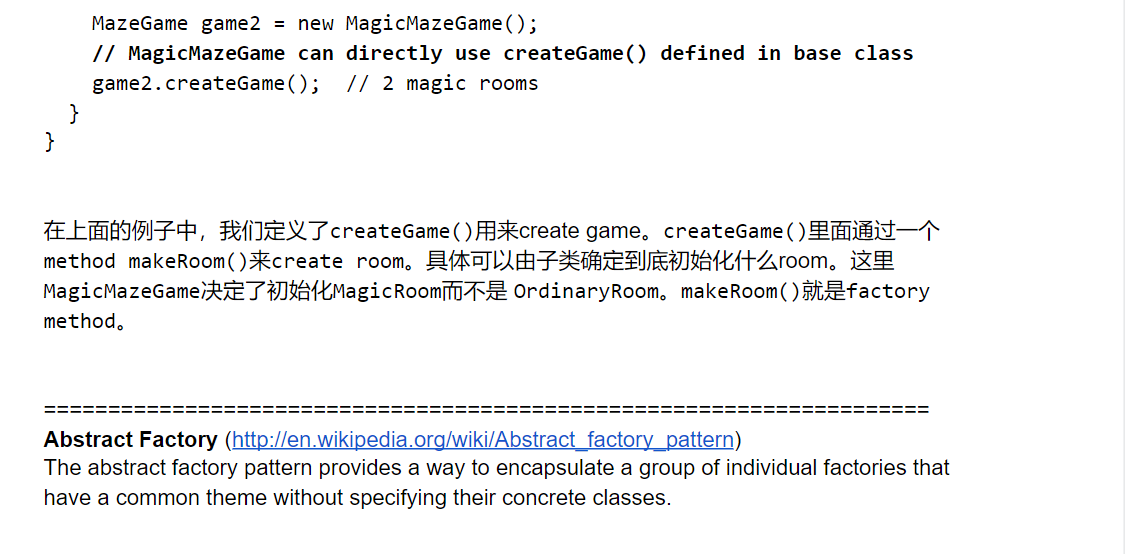 MazeGame game2 = new MagicMazeGame();
// MagicMazeGame can directly use createGame() defined in base class
game2.createGame();  // 2 magic rooms
}
}
在上面的例子中，我们定义了createGame()用来create game。createGame()里面通过一个
method makeRoom()来create room。具体可以由子类确定到底初始化什么room。这里
MagicMazeGame决定了初始化MagicRoom而不是 OrdinaryRoom。makeRoom()就是factory
method。
======================================================================
Abstract Factory (http://en.wikipedia.org/wiki/Abstract_factory_pattern)
The abstract factory pattern provides a way to encapsulate a group of individual factories that
have a common theme without specifying their concrete classes.